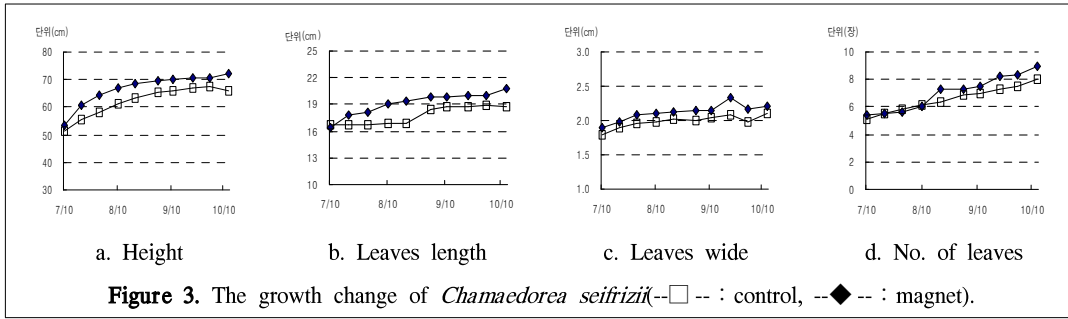 단위(cm)
80
70
60
50
40
30
7/10 8/10 9/10 10/10
a. Height
단위(cm)
25
22
19
16
13
10
7/10 8/10 9/10 10/10
b. Leaves length
단위(cm)
3.0
2.5
2.0
1.5
1.0
7/10 8/10 9/10 10/10
c. Leaves wide
단위(장)
10
8
6
4
2
0
7/10 8/10 9/10 10/10
d. No. of leaves
Figure 3. The growth change of Chamaedorea seifrizii(--□ -- : control, --◆ -- : magnet).